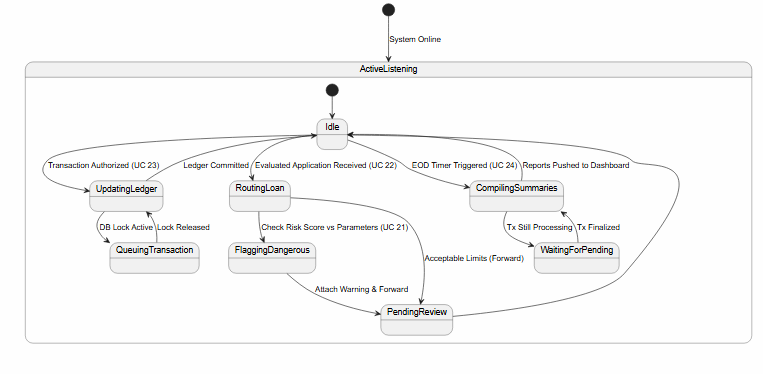 System Online
ActiveListening
Idle
Transaction Authorized (UC 23)
Ledger Committed
Evaluated Application Received (UC 22)
EOD Timer Triggered (UC 24)
Reports Pushed to Dashboard
UpdatingLedger
RoutingLoan
CompilingSummaries
DB Lock Active
Lock Released
Check Risk Score vs Parameters (UC 21)
Tx Still Processing
Tx Finalized
QueuingTransaction
FlaggingDangerous
WaitingForPending
Acceptable Limits (Forward)
Attach Warning & Forward
PendingReview